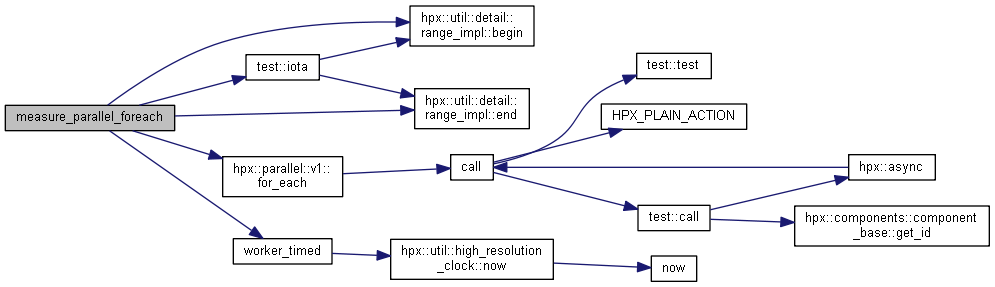 measure_parallel_foreach
hpx::util::detail::
range_impl::begin
test::iota
hpx::util::detail::
range_impl::end
hpx::parallel::v1::
for_each
worker_timed
call
hpx::util::high_resolution
_clock::now
test::test
HPX_PLAIN_ACTION
test::call
now
hpx::async
hpx::components::component
_base::get_id